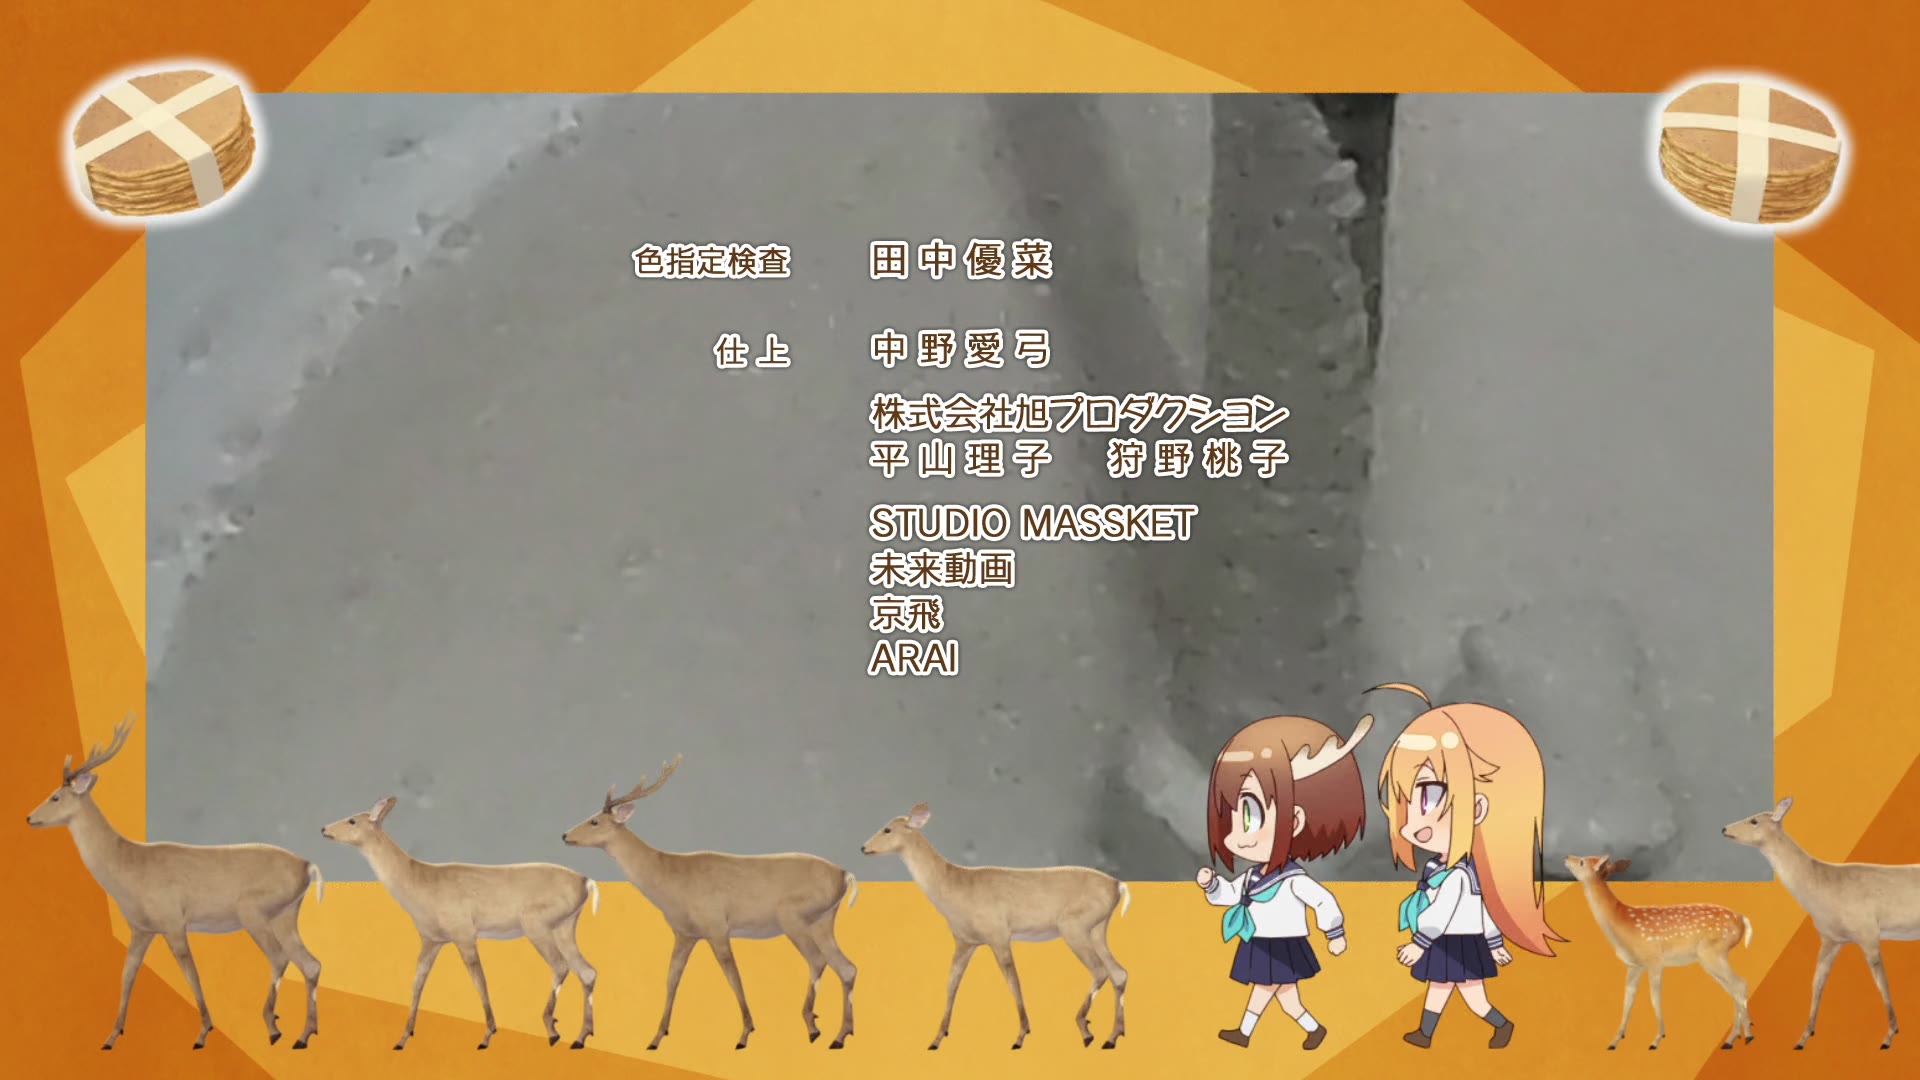 色指定検査 田中優菜
仕上 中野愛弓
株式会社旭プロダクション
平山理子 狩野桃子
STUDIO MASSKET
未来動画
京飛
ARAI